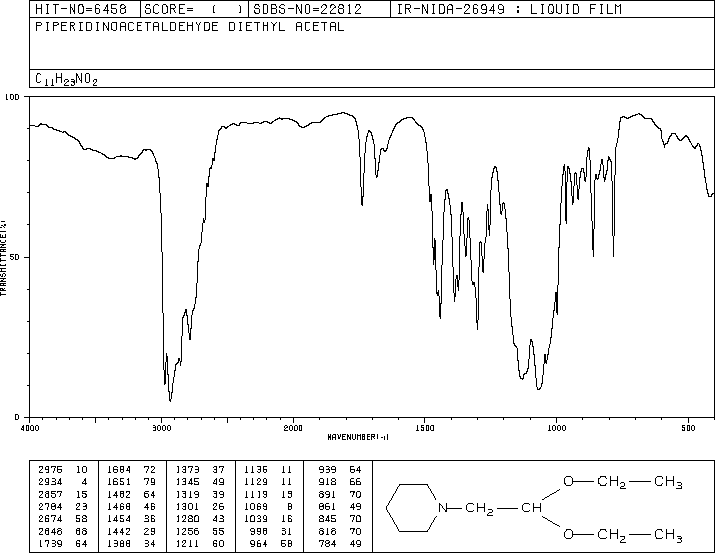 HIT-NO=6458 SCORE= ( ) SDBS-NO=22812 IR-NIDA-26949 : LIQUID FILM
PIPERIDINOACETALDEHYDE DIETHYL ACETAL
C11H23NO2
100
50
0
TRANSMITTANCE(%)
4000 3000 2000 1500 1000 500
WAVENUMBER(-1)
2975 10 1684 72 1373 37 1136 11 939 64
2934 4 1651 79 1345 49 1129 11 918 66
2857 15 1482 64 1319 39 1119 13 891 70
2784 23 1468 46 1301 26 1069 8 861 49
2674 58 1454 36 1280 43 1039 16 845 70
2646 68 1442 29 1256 55 998 31 818 70
1739 64 1388 34 1211 60 964 58 784 49
O CH2 CH3
N CH2 CH
O CH2 CH3